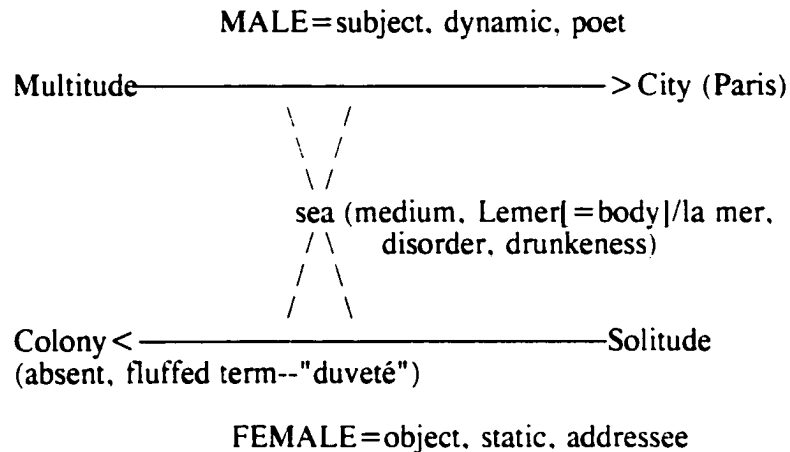 MALE=subject, dynamic, poet
Multitude > City (Paris)
sea (medium, Lemer[=body]/la mer,
disorder, drunkeness)
Colony < Solitude
(absent, fluffed term--"duveté")
FEMALE=object, static, addressee